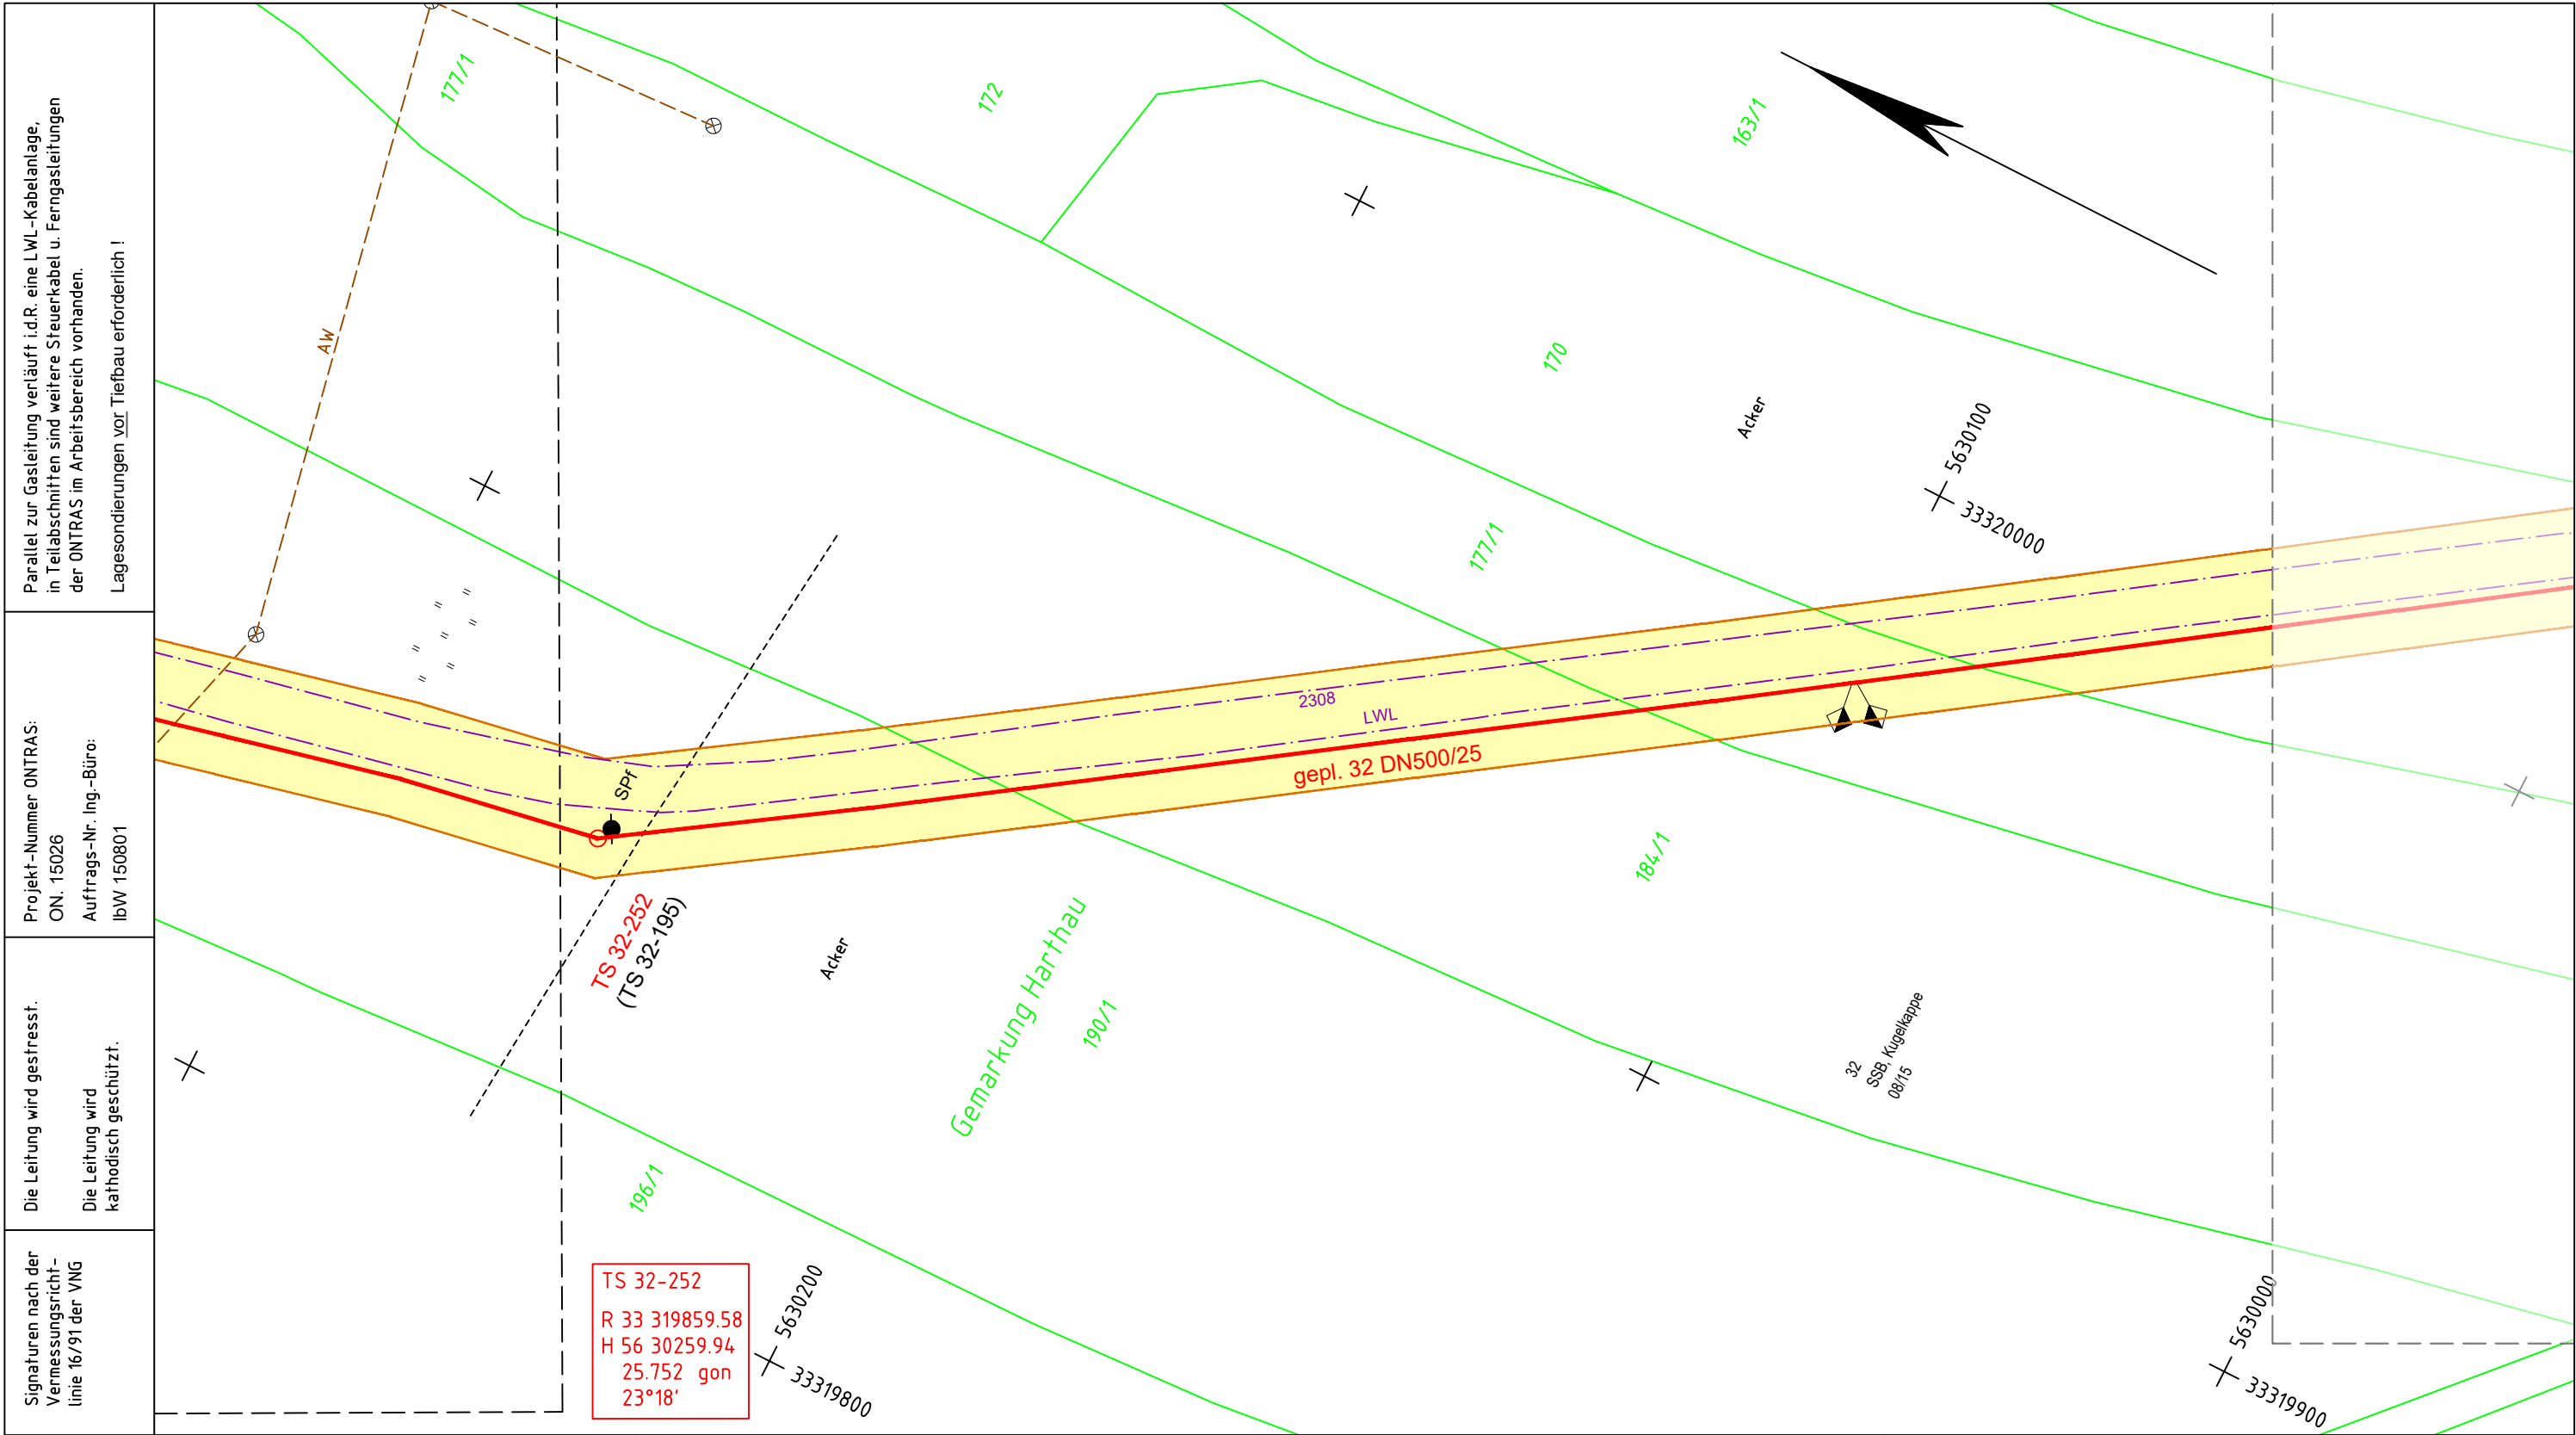 Parallel zur Gasleitung verläuft i.d.R. eine LWL-Kabelanlage,
in Teilabschnitten sind weitere Steuerkabel u. Ferngasleitungen
der ONTRAS im Arbeitsbereich vorhanden.
Lagesondierungen vor Tiefbau erforderlich !
Projekt-Nummer ONTRAS:
ON. 15026
Auftrags-Nr. Ing.-Büro:
IbW 150801
Die Leitung wird gestresst.
Die Leitung wird
kathodisch geschützt.
Signaturen nach der
Vermessungsricht-
linie 16/91 der VNG
177/1
172
163/1
AW
170
Acker
5630100
33320000
177/1
2308
LWL
gepl. 32 DN500/25
SPf
TS 32-252
(TS 32-195)
Acker
Gemarkung Harthau
190/1
184/1
32
SSB, Kugelkappe
08/15
196/1
TS 32-252
R 33 319859.58
H 56 30259.94
25.752 gon
23°18'
5630200
33319800
5630000
33319900